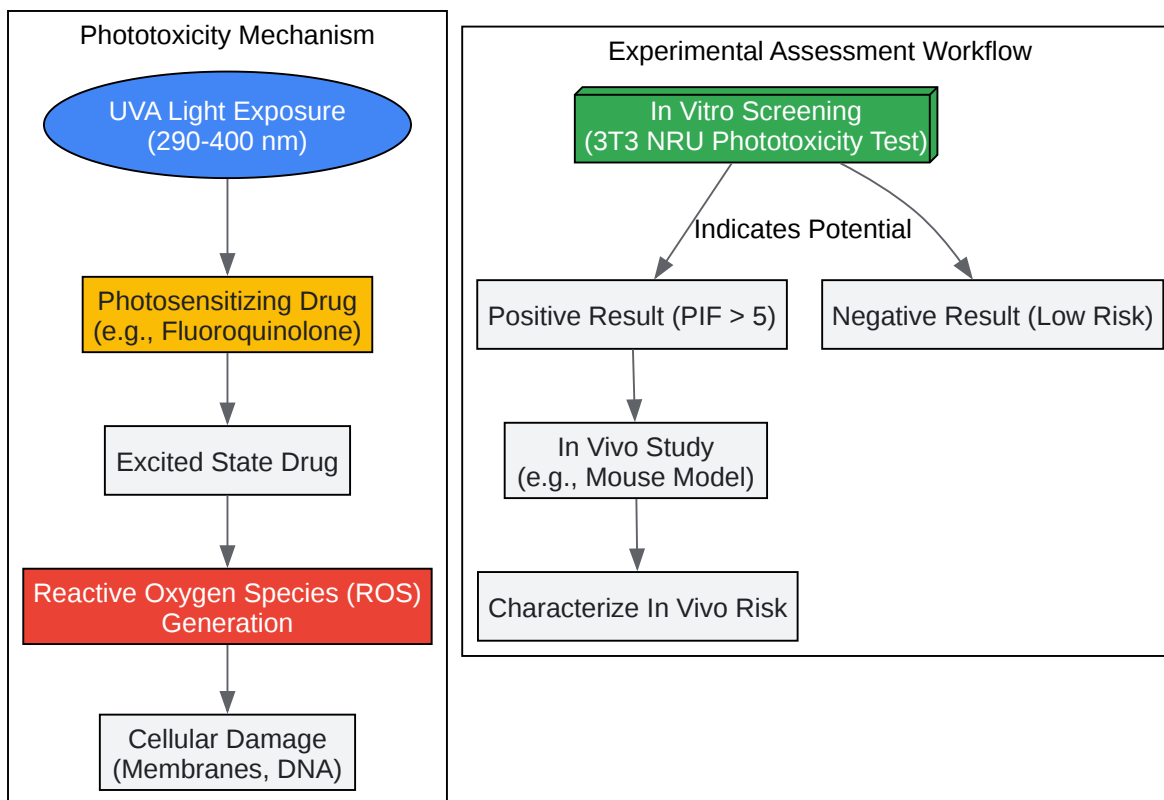 Phototoxicity Mechanism
UVA Light Exposure
(290-400 nm)
Photosensitizing Drug
(e.g., Fluoroquinolone)
Excited State Drug
Reactive Oxygen Species (ROS)
Generation
Cellular Damage
(Membranes, DNA)
Experimental Assessment Workflow
In Vitro Screening
(3T3 NRU Phototoxicity Test)
Indicates Potential
Positive Result (PIF > 5)
Negative Result (Low Risk)
In Vivo Study
(e.g., Mouse Model)
Characterize In Vivo Risk